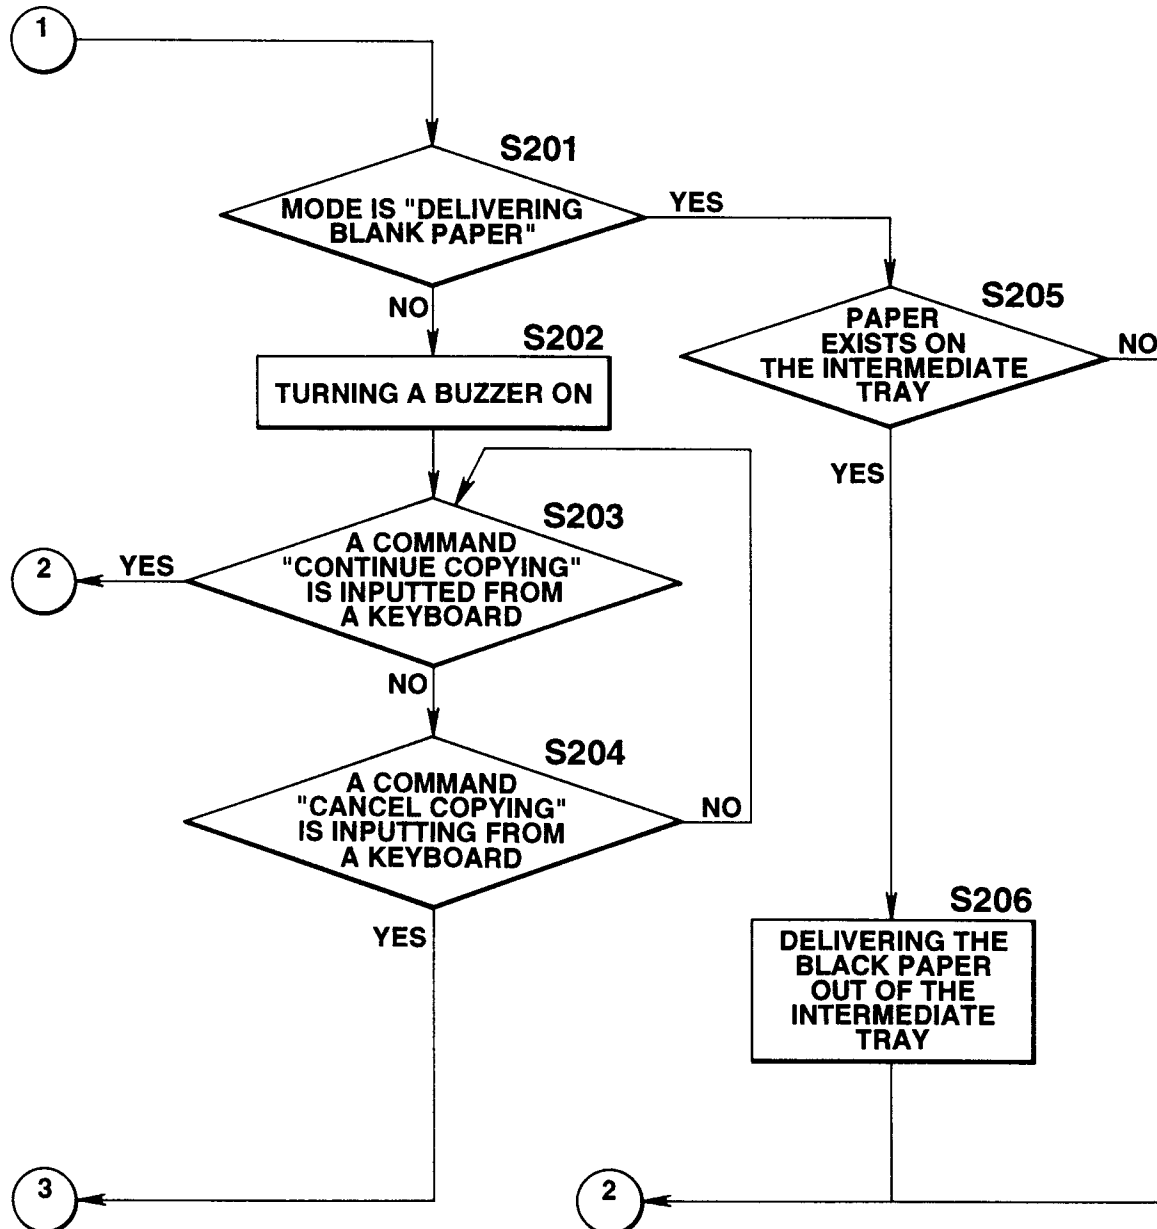 1
S201
MODE IS "DELIVERING
BLANK PAPER"
YES
NO
S202
TURNING A BUZZER ON
S205
PAPER
EXISTS ON
THE INTERMEDIATE
TRAY
NO
YES
S203
A COMMAND
"CONTINUE COPYING"
IS INPUTTED FROM
A KEYBOARD
YES
2
NO
S204
A COMMAND
"CANCEL COPYING"
IS INPUTTING FROM
A KEYBOARD
NO
YES
S206
DELIVERING THE
BLACK PAPER
OUT OF THE
INTERMEDIATE
TRAY
3
2